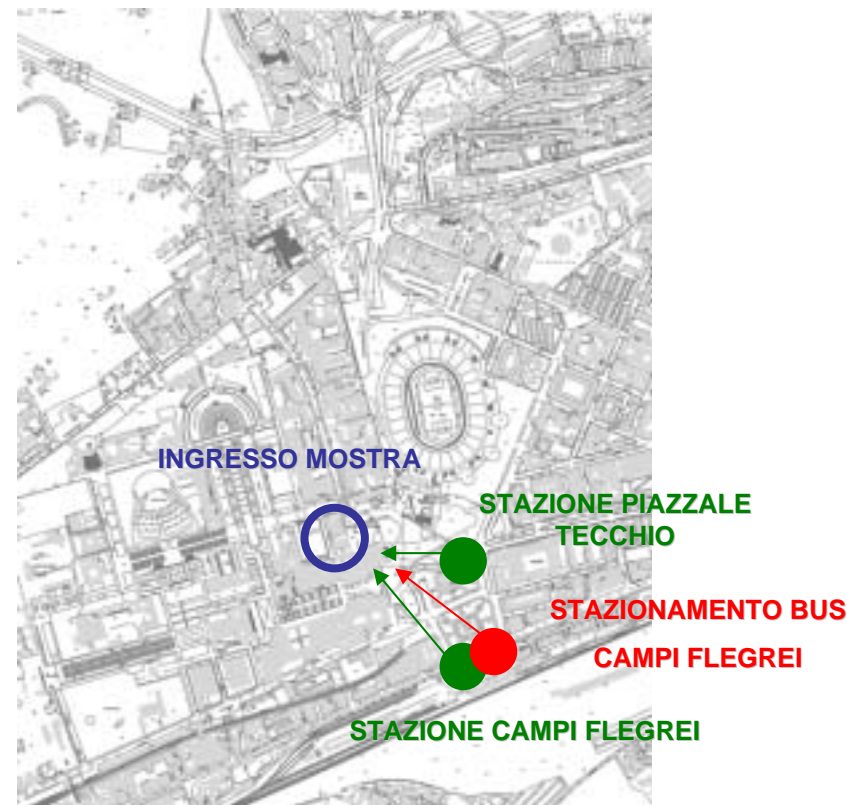 INGRESSO MOSTRA
STAZIONE PIAZZALE
TECCHIO
STAZIONAMENTO BUS
CAMPI FLEGREI
STAZIONE CAMPI FLEGREI